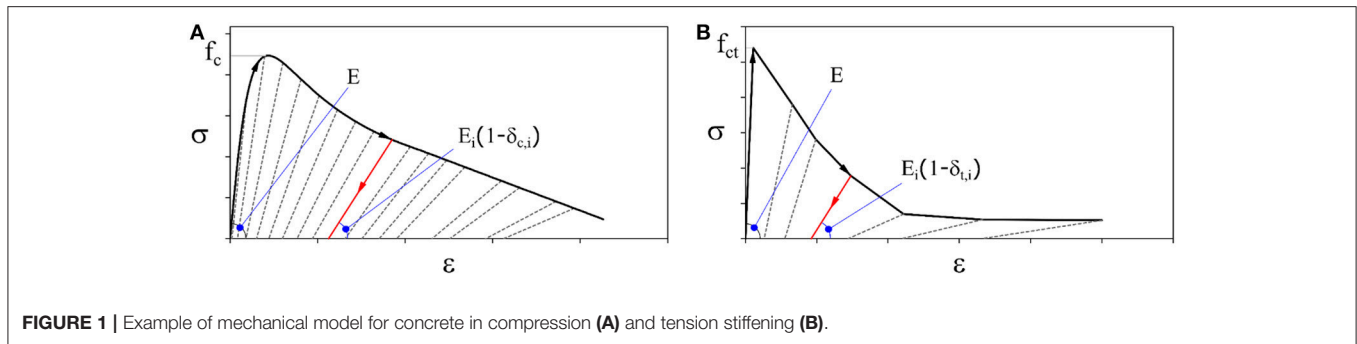 A
f_c
E
σ
E_i(1-δ_c,i)
ε
B
f_ct
E
σ
E_i(1-δ_t,i)
ε
FIGURE 1 | Example of mechanical model for concrete in compression (A) and tension stiffening (B).